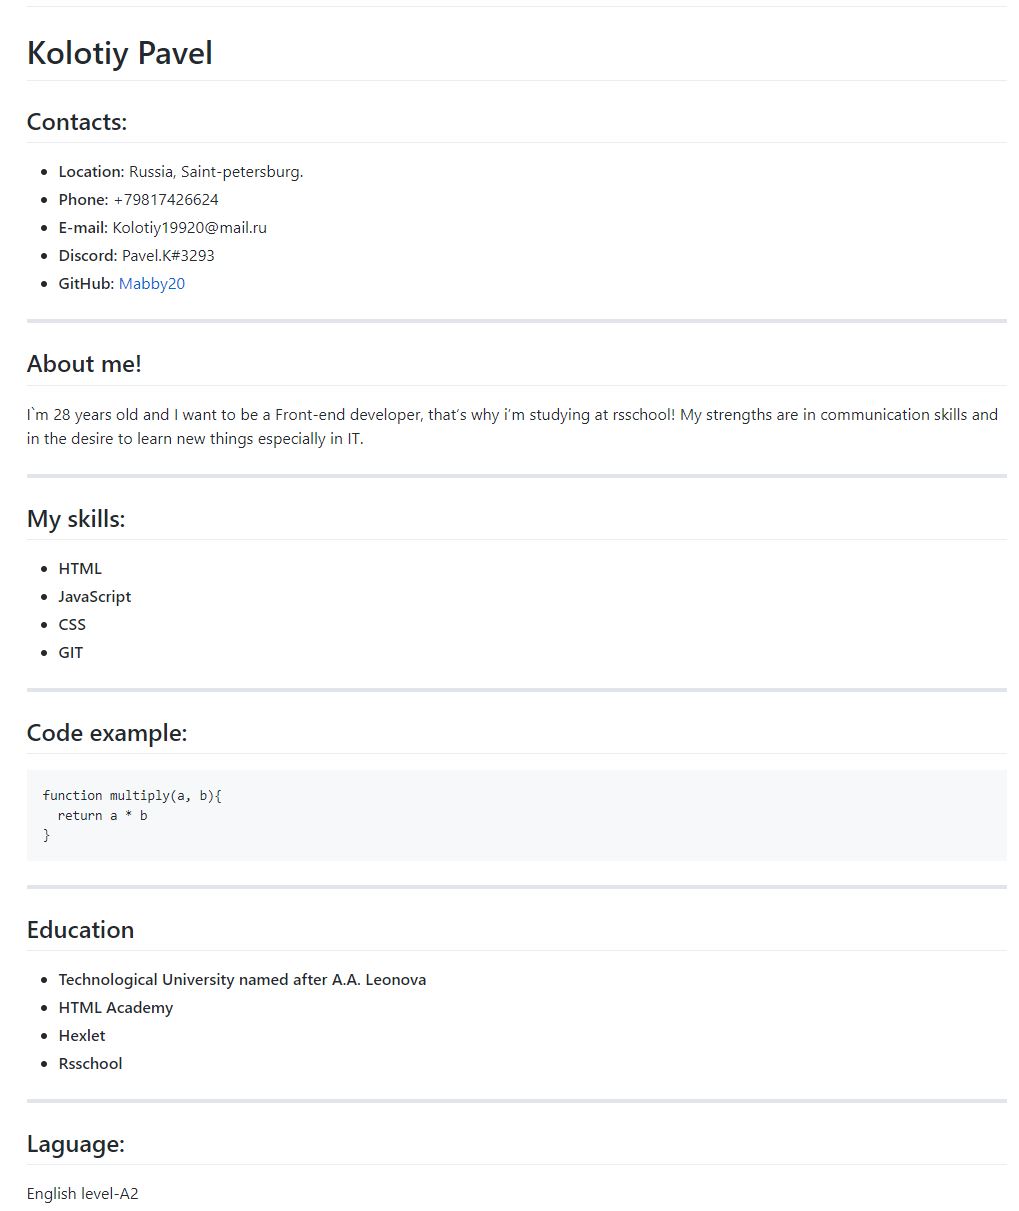 Kolotiy Pavel
Contacts:
Location: Russia, Saint-petersburg.
Phone: +79817426624
E-mail: Kolotiy19920@mail.ru
Discord: Pavel.K#3293
GitHub: Mabby20
About me!
I`m 28 years old and I want to be a Front-end developer, that’s why i’m studying at rsschool! My strengths are in communication skills and
in the desire to learn new things especially in IT.
My skills:
HTML
JavaScript
CSS
GIT
Code example:
function multiply(a, b){
  return a * b
}
Education
Technological University named after A.A. Leonova
HTML Academy
Hexlet
Rsschool
Laguage:
English level-A2